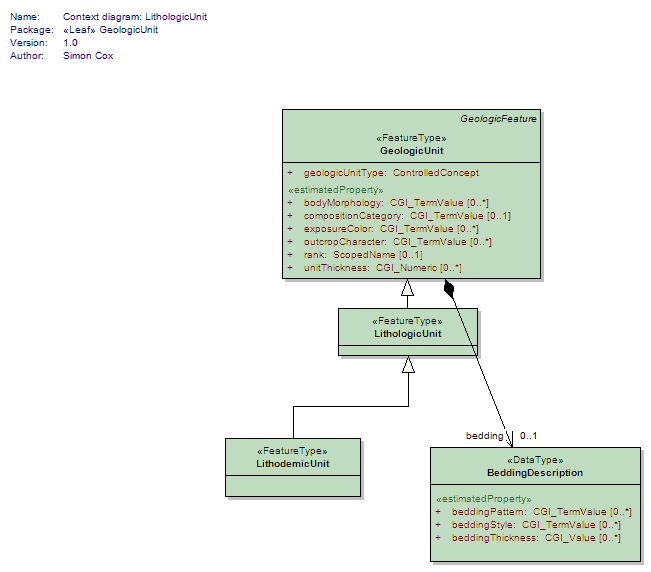 Name: Context diagram: LithologicUnit
Package: «Leaf» GeologicUnit
Version: 1.0
Author: Simon Cox
GeologicFeature
«FeatureType»
GeologicUnit
+ geologicUnitType: ControlledConcept
«estimatedProperty»
+ bodyMorphology: CGI_TermValue [0..*]
+ compositionCategory: CGI_TermValue [0..1]
+ exposureColor: CGI_TermValue [0..*]
+ outcropCharacter: CGI_TermValue [0..*]
+ rank: ScopedName [0..1]
+ unitThickness: CGI_Numeric [0..*]
«FeatureType»
LithologicUnit
bedding 0..1
«FeatureType»
LithodemicUnit
«DataType»
BeddingDescription
«estimatedProperty»
+ beddingPattern: CGI_TermValue [0..*]
+ beddingStyle: CGI_TermValue [0..*]
+ beddingThickness: CGI_Value [0..*]